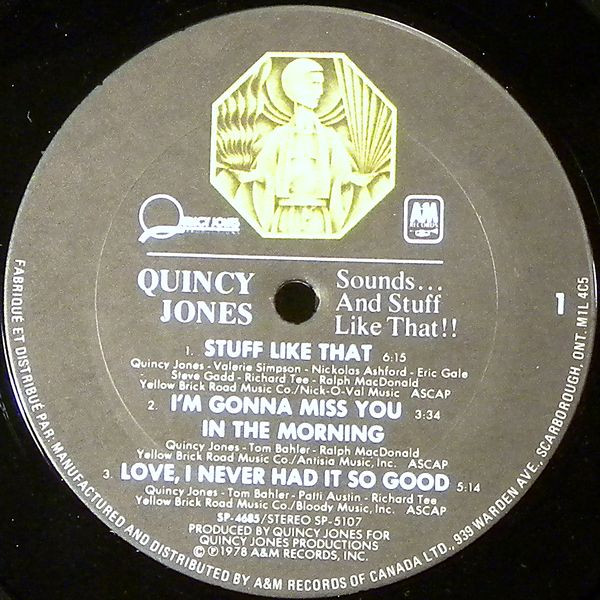 QUINCY JONES
A&M
RECORDS
QUINCY
JONES
Sounds...
And Stuff
Like That!!
1
1. STUFF LIKE THAT 6:15
Quincy Jones - Valerie Simpson - Nickolas Ashford - Eric Gale
Steve Gadd - Richard Tee - Ralph MacDonald
Yellow Brick Road Music Co./Nick-O-Val Music ASCAP
2. I'M GONNA MISS YOU 3:34
IN THE MORNING
Quincy Jones - Tom Bahler - Ralph MacDonald
Yellow Brick Road Music Co./Antisia Music, Inc. ASCAP
3. LOVE, I NEVER HAD IT SO GOOD 5:14
Quincy Jones - Tom Bahler - Patti Austin - Richard Tee
Yellow Brick Road Music Co./Bloody Music, Inc. ASCAP
SP-4685/STEREO SP-5107
PRODUCED BY QUINCY JONES FOR
QUINCY JONES PRODUCTIONS
© ℗ 1978 A&M RECORDS, INC.
FABRIQUE ET DISTRIBUE PAR: MANUFACTURED AND DISTRIBUTED BY A&M RECORDS OF CANADA LTD., 939 WARDEN AVE., SCARBOROUGH, ONT. M1L 4C5